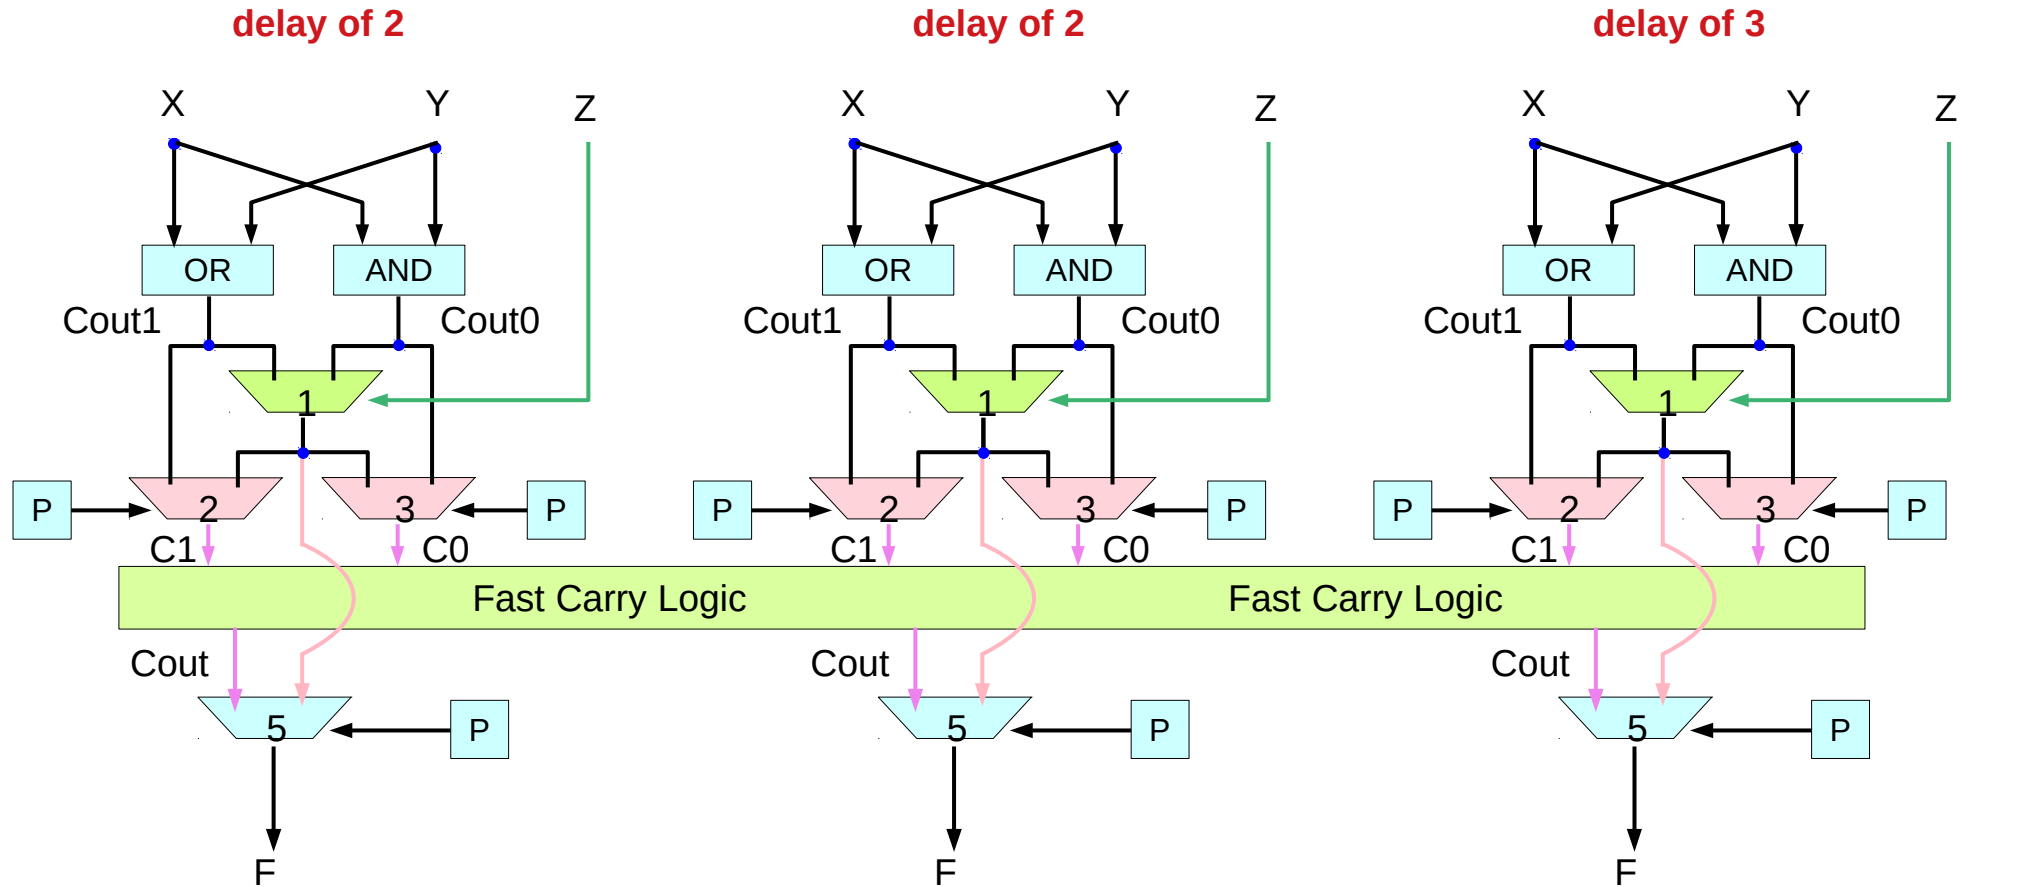 delay of 2 delay of 2 delay of 3
X Y Z X Y Z X Y Z
OR AND OR AND OR AND
Cout1 Cout0 Cout1 Cout0 Cout1 Cout0
1 1 1
P 2 3 P P 2 3 P P 2 3 P
C1 C0 C1 C0 C1 C0
Fast Carry Logic Fast Carry Logic
Cout Cout Cout
5 P 5 P 5 P
F F F